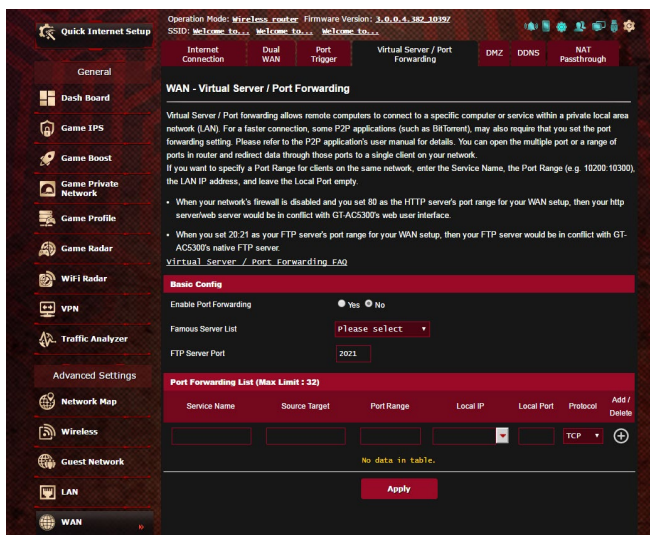 Quick Internet Setup
General
Dash Board
Game IPS
Game Boost
Game Private
Network
Game Profile
Game Radar
WiFi Radar
VPN
Traffic Analyzer
Advanced Settings
Network Map
Wireless
Guest Network
LAN
WAN
Operation Mode: Wireless router Firmware Version: 3.0.0.4.382_10397
SSID: Welcome to... Welcome to... Welcome to...
Internet
Connection
Dual
WAN
Port
Trigger
Virtual Server / Port
Forwarding
DMZ
DDNS
NAT
Passthrough
WAN - Virtual Server / Port Forwarding
Virtual Server / Port forwarding allows remote computers to connect to a specific computer or service within a private local area
network (LAN). For a faster connection, some P2P applications (such as BitTorrent), may also require that you set the port
forwarding setting. Please refer to the P2P application's user manual for details. You can open the multiple port or a range of
ports in router and redirect data through those ports to a single client on your network.
If you want to specify a Port Range for clients on the same network, enter the Service Name, the Port Range (e.g. 10200:10300),
the LAN IP address, and leave the Local Port empty.
• When your network's firewall is disabled and you set 80 as the HTTP server's port range for your WAN setup, then your http
server/web server would be in conflict with GT-AC5300's web user interface.
• When you set 20:21 as your FTP server's port range for your WAN setup, then your FTP server would be in conflict with GT-
AC5300's native FTP server.
Virtual Server / Port Forwarding FAQ
Basic Config
Enable Port Forwarding Yes No
Famous Server List Please select
FTP Server Port 2021
Port Forwarding List (Max Limit : 32)
Service Name Source Target Port Range Local IP Local Port Protocol Add /
Delete
TCP
No data in table.
Apply